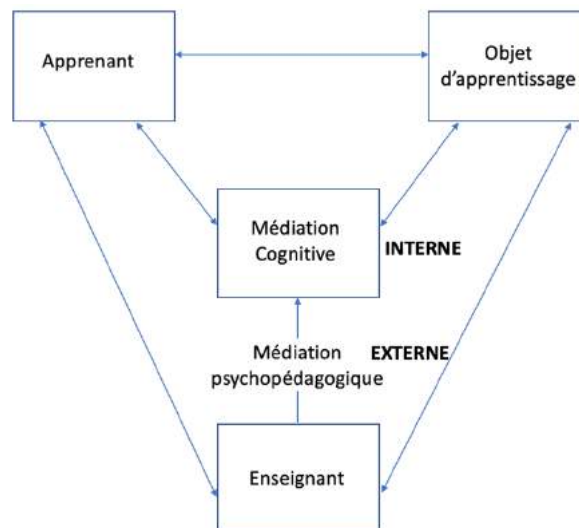 Apprenant
Objet
d'apprentissage
Médiation
Cognitive
INTERNE
Médiation
psychopédagogique
EXTERNE
Enseignant